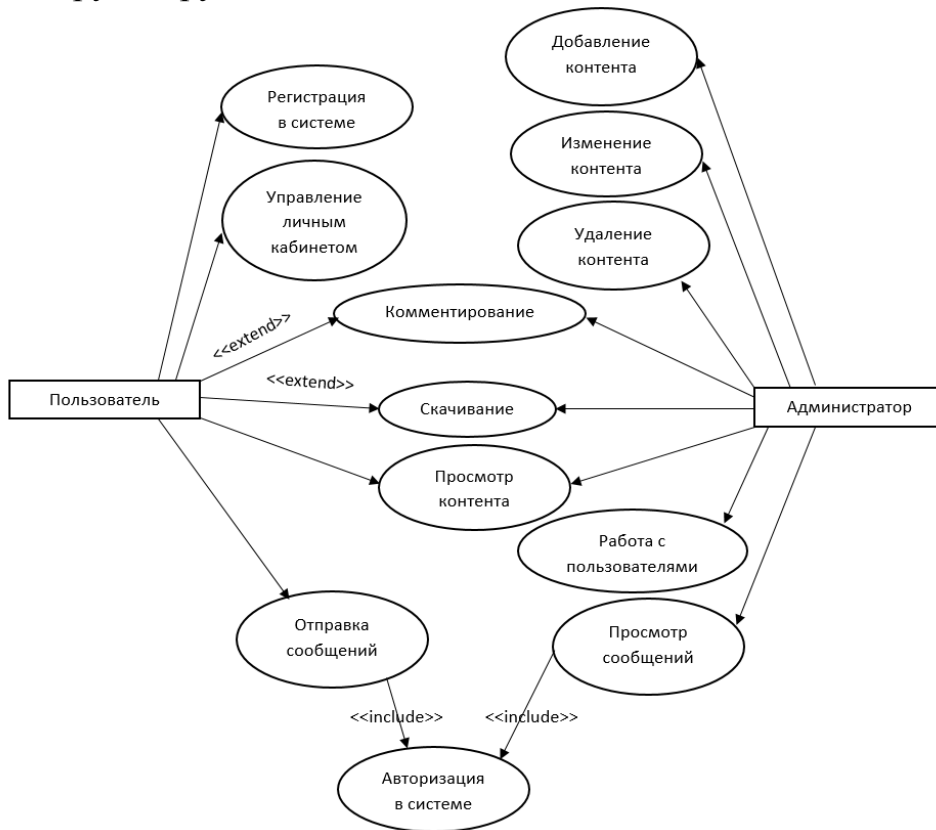 Добавление
контента
Регистрация
в системе
Изменение
контента
Управление
личным
кабинетом
Удаление
контента
Комментирование
<<extend>>
<<extend>>
Пользователь
Скачивание
Администратор
Просмотр
контента
Работа с
пользователями
Отправка
сообщений
Просмотр
сообщений
<<include>>
<<include>>
Авторизация
в системе